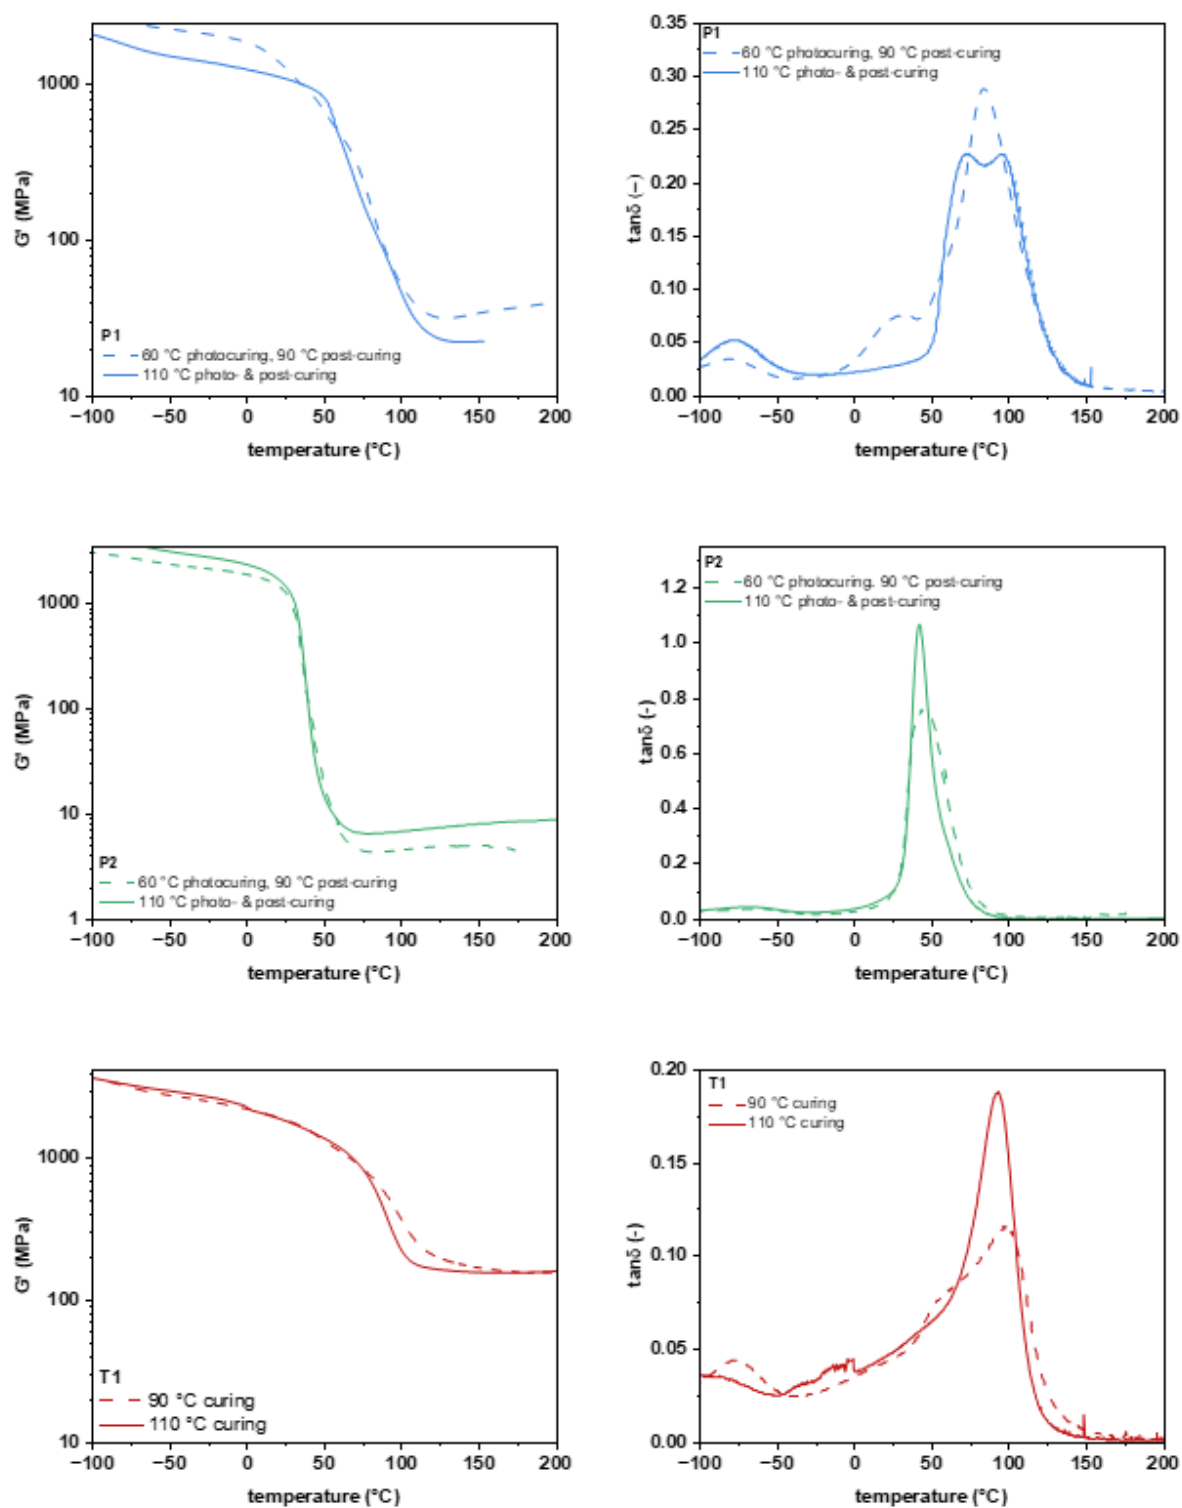 P1
60 °C photocuring, 90 °C post-curing
110 °C photo- & post-curing
G' (MPa)
1000
100
10
−100 −50 0 50 100 150 200
temperature (°C)
P1
60 °C photocuring, 90 °C post-curing
110 °C photo- & post-curing
tanδ (–)
0.35
0.30
0.25
0.20
0.15
0.10
0.05
0.00
−100 −50 0 50 100 150 200
temperature (°C)
G' (MPa)
1000
100
10
1
P2
60 °C photocuring, 90 °C post-curing
110 °C photo- & post-curing
−100 −50 0 50 100 150 200
temperature (°C)
P2
60 °C photocuring. 90 °C post-curing
110 °C photo- & post-curing
tanδ (-)
1.2
1.0
0.8
0.6
0.4
0.2
0.0
−100 −50 0 50 100 150 200
temperature (°C)
G' (MPa)
1000
100
10
T1
90 °C curing
110 °C curing
−100 −50 0 50 100 150 200
temperature (°C)
T1
90 °C curing
110 °C curing
tanδ (-)
0.20
0.15
0.10
0.05
0.00
−100 −50 0 50 100 150 200
temperature (°C)